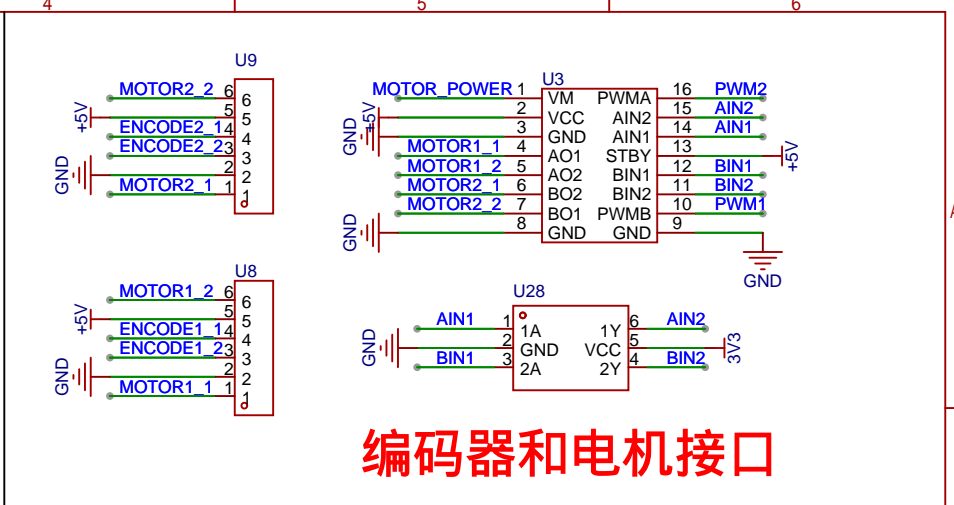 4 5 6
U9
MOTOR2_2 6 6
+5V 5 5
ENCODE2_1 4 4
ENCODE2_2 3 3
GND 2 2
MOTOR2_1 1 1
U3
MOTOR_POWER 1 VM PWMA 16 PWM2
+5V 2 VCC AIN2 15 AIN2
GND 3 GND AIN1 14 AIN1
MOTOR1_1 4 AO1 STBY 13 +5V
MOTOR1_2 5 AO2 BIN1 12 BIN1
MOTOR2_1 6 BO2 BIN2 11 BIN2
MOTOR2_2 7 BO1 PWMB 10 PWM1
GND 8 GND GND 9
GND
A
U8
MOTOR1_2 6 6
+5V 5 5
ENCODE1_1 4 4
ENCODE1_2 3 3
GND 2 2
MOTOR1_1 1 1
U28
AIN1 1 1A 1Y 6 AIN2
GND 2 GND VCC 5 3V3
BIN1 3 2A 2Y 4 BIN2
编码器和电机接口